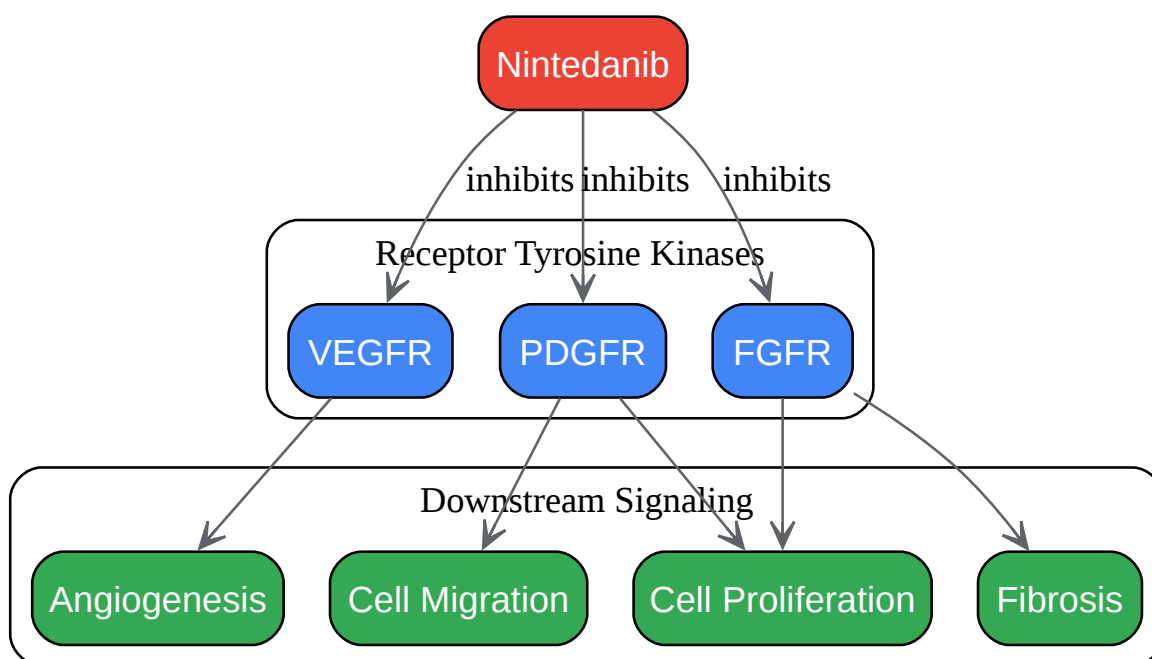 Nintedanib
inhibits inhibits inhibits
Receptor Tyrosine Kinases
VEGFR PDGFR FGFR
Downstream Signaling
Angiogenesis Cell Migration Cell Proliferation Fibrosis